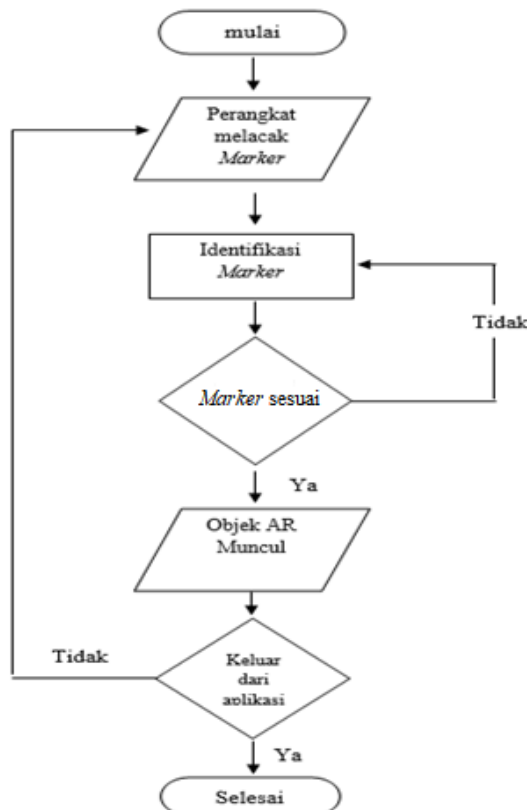 mulai
Perangkat
melacak
Marker
Identifikasi
Marker
Tidak
Marker sesuai
Ya
Objek AR
Muncul
Tidak
Keluar
dari
aplikasi
Ya
Selesai